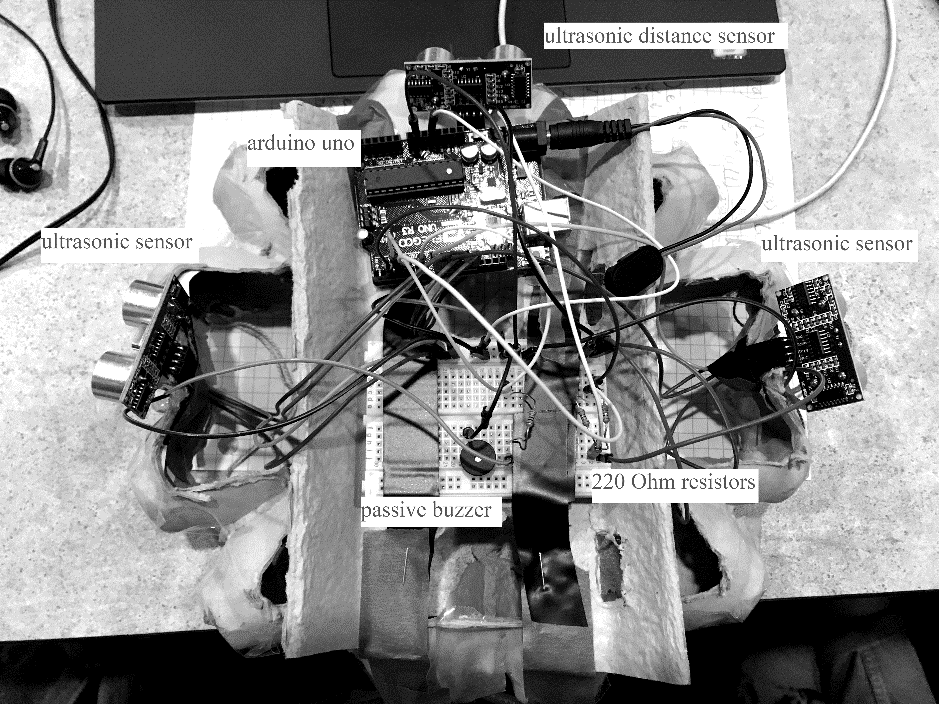 ultrasonic distance sensor
arduino uno
ultrasonic sensor
ultrasonic sensor
UNO R3
220 Ohm resistors
passive buzzer